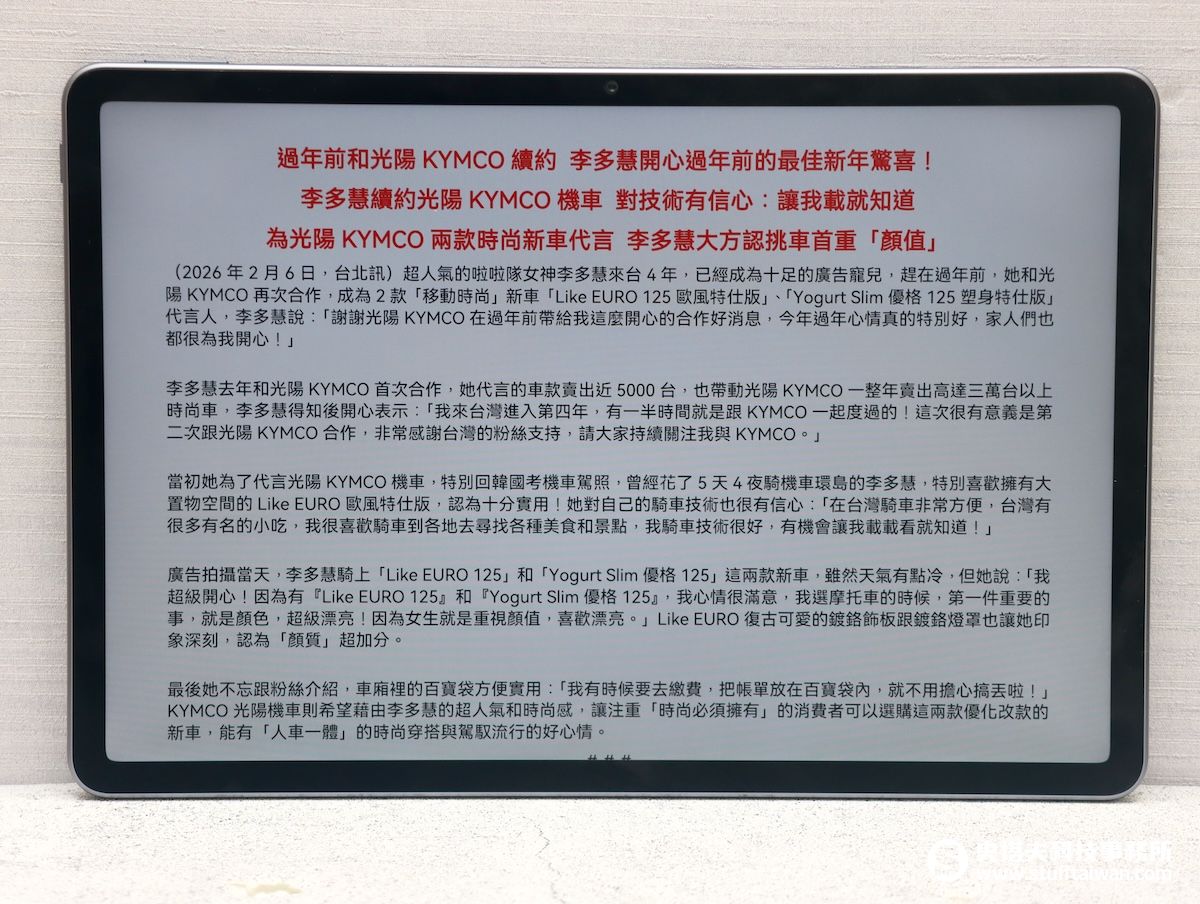 過年前和光陽 KYMCO 續約 李多慧開心過年前的最佳新年驚喜！
李多慧續約光陽 KYMCO 機車 對技術有信心：讓我載就知道
為光陽 KYMCO 兩款時尚新車代言 李多慧大方認挑車首重「顏值」
（2026 年 2 月 6 日，台北訊）超人氣的啦啦隊女神李多慧來台 4 年，已經成為十足的廣告寵兒，趕在過年前，她和光
陽 KYMCO 再次合作，成為 2 款「移動時尚」新車「Like EURO 125 歐風特仕版」、「Yogurt Slim 優格 125 塑身特仕版」
代言人，李多慧說：「謝謝光陽 KYMCO 在過年前帶給我這麼開心的合作好消息，今年過年心情真的特別好，家人們也
都很為我開心！」
李多慧去年和光陽 KYMCO 首次合作，她代言的車款賣出近 5000 台，也帶動光陽 KYMCO 一整年賣出高達三萬台以上
時尚車，李多慧得知後開心表示：「我來台灣進入第四年，有一半時間就是跟 KYMCO 一起度過的！這次很有意義是第
二次跟光陽 KYMCO 合作，非常感謝台灣的粉絲支持，請大家持續關注我與 KYMCO。」
當初她為了代言光陽 KYMCO 機車，特別回韓國考機車駕照，曾經花了 5 天 4 夜騎機車環島的李多慧，特別喜歡擁有大
置物空間的 Like EURO 歐風特仕版，認為十分實用！她對自己的騎車技術也很有信心：「在台灣騎車非常方便，台灣有
很多有名的小吃，我很喜歡騎車到各地去尋找各種美食和景點，我騎車技術很好，有機會讓我載載看就知道！」
廣告拍攝當天，李多慧騎上「Like EURO 125」和「Yogurt Slim 優格 125」這兩款新車，雖然天氣有點冷，但她說：「我
超級開心！因為有『Like EURO 125』和『Yogurt Slim 優格 125』，我心情很滿意，我選摩托車的時候，第一件重要的
事，就是顏色，超級漂亮！因為女生就是重視顏值，喜歡漂亮。」Like EURO 復古可愛的鍍鉻飾板跟鍍鉻燈罩也讓她印
象深刻，認為「顏質」超加分。
最後她不忘跟粉絲介紹，車廂裡的百寶袋方便實用：「我有時候要去繳費，把帳單放在百寶袋內，就不用擔心搞丟啦！」
KYMCO 光陽機車則希望藉由李多慧的超人氣和時尚感，讓注重「時尚必須擁有」的消費者可以選購這兩款優化改款的
新車，能有「人車一體」的時尚穿搭與駕馭流行的好心情。
# # #
www.stuntaiwan.com